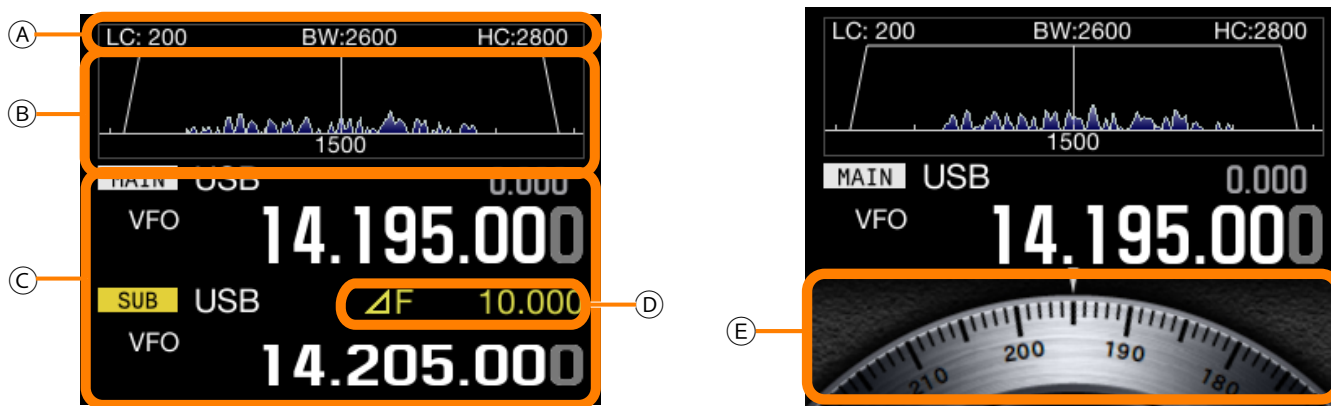 A
LC: 200 BW:2600 HC:2800
B
1500
MAIN USB 0.000
VFO 14.195.000
C
SUB USB ⊿F 10.000
D
VFO 14.205.000
LC: 200 BW:2600 HC:2800
1500
MAIN USB 0.000
VFO 14.195.000
E
210 200 190 180